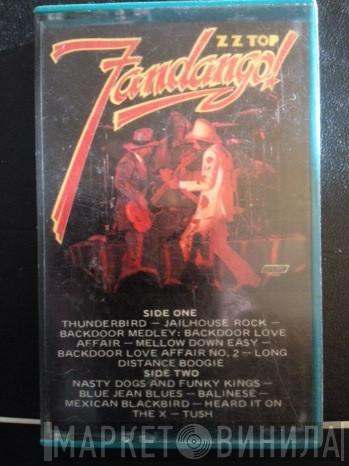 ZZ TOP
Fandango!
SIDE ONE
THUNDERBIRD — JAILHOUSE ROCK —
BACKDOOR MEDLEY: BACKDOOR LOVE
AFFAIR — MELLOW DOWN EASY —
BACKDOOR LOVE AFFAIR NO. 2 — LONG
DISTANCE BOOGIE
SIDE TWO
NASTY DOGS AND FUNKY KINGS —
BLUE JEAN BLUES — BALINESE —
MEXICAN BLACKBIRD — HEARD IT ON
THE X — TUSH
МАРКЕТ ВИНИЛА